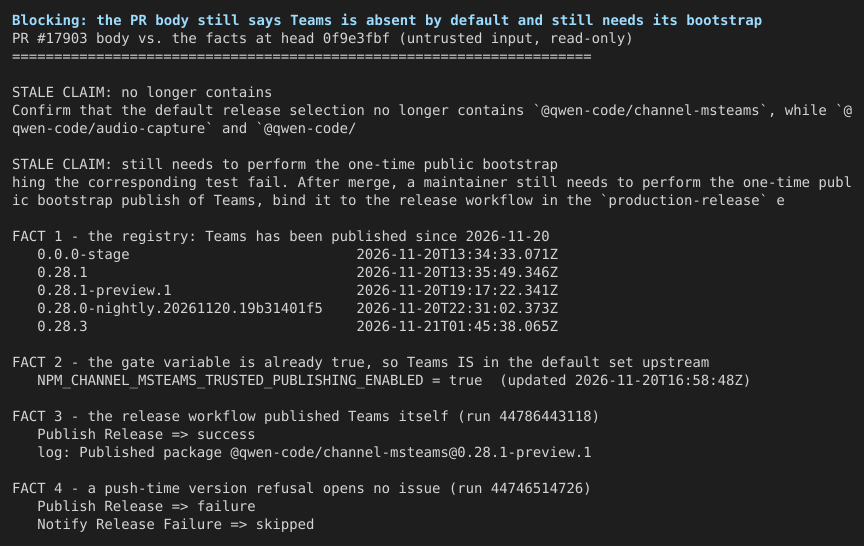 Blocking: the PR body still says Teams is absent by default and still needs its bootstrap
PR #17903 body vs. the facts at head 0f9e3fbf (untrusted input, read-only)
=====================================================================
STALE CLAIM: no longer contains
Confirm that the default release selection no longer contains `@qwen-code/channel-msteams`, while `@
qwen-code/audio-capture` and `@qwen-code/
STALE CLAIM: still needs to perform the one-time public bootstrap
hing the corresponding test fail. After merge, a maintainer still needs to perform the one-time publ
ic bootstrap publish of Teams, bind it to the release workflow in the `production-release` e
FACT 1 - the registry: Teams has been published since 2026-11-20
0.0.0-stage 2026-11-20T13:34:33.071Z
0.28.1 2026-11-20T13:35:49.346Z
0.28.1-preview.1 2026-11-20T19:17:22.341Z
0.28.0-nightly.20261120.19b31401f5 2026-11-20T22:31:02.373Z
0.28.3 2026-11-21T01:45:38.065Z
FACT 2 - the gate variable is already true, so Teams IS in the default set upstream
NPM_CHANNEL_MSTEAMS_TRUSTED_PUBLISHING_ENABLED = true (updated 2026-11-20T16:58:48Z)
FACT 3 - the release workflow published Teams itself (run 44786443118)
Publish Release => success
log: Published package @qwen-code/channel-msteams@0.28.1-preview.1
FACT 4 - a push-time version refusal opens no issue (run 44746514726)
Publish Release => failure
Notify Release Failure => skipped